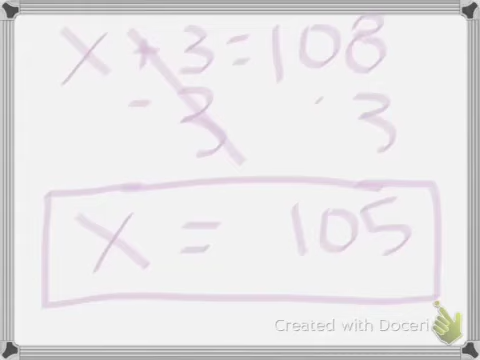 x + 3 = 108
- 3 - 3
x = 105
Created with Doceri